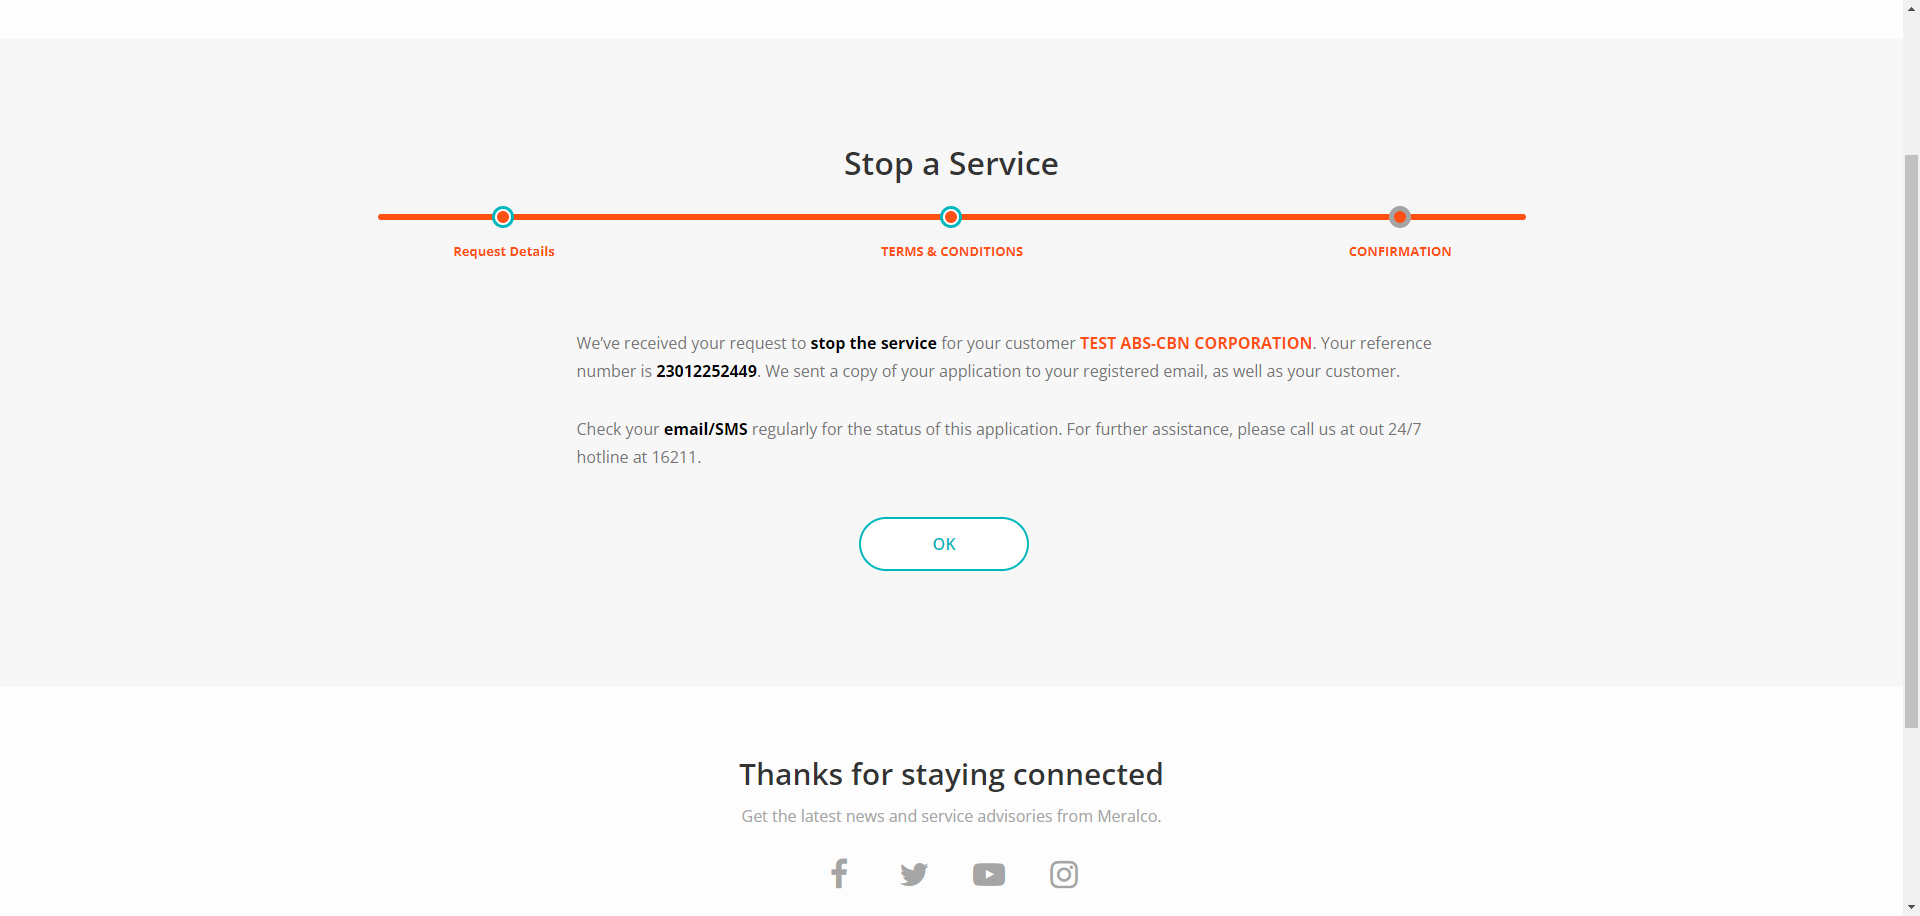 Stop a Service
Request Details
TERMS & CONDITIONS
CONFIRMATION
We’ve received your request to stop the service for your customer TEST ABS-CBN CORPORATION. Your reference
number is 23012252449. We sent a copy of your application to your registered email, as well as your customer.
Check your email/SMS regularly for the status of this application. For further assistance, please call us at out 24/7
hotline at 16211.
OK
Thanks for staying connected
Get the latest news and service advisories from Meralco.